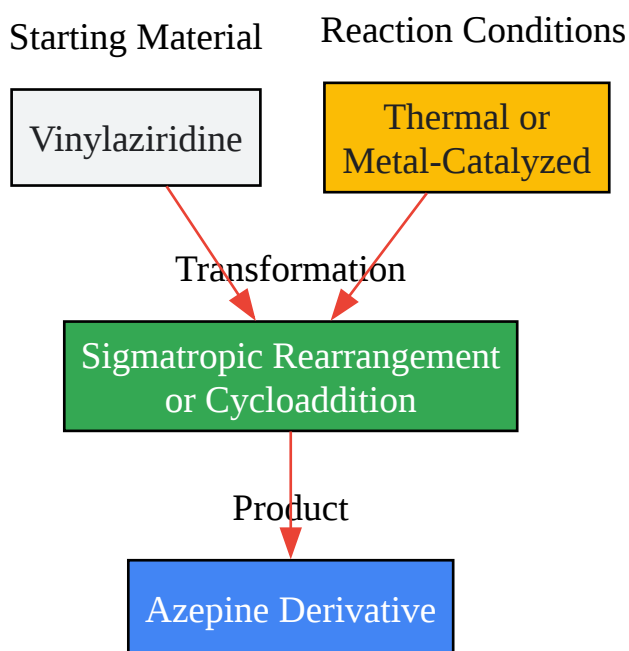 Starting Material
Reaction Conditions
Vinylaziridine
Thermal or
Metal-Catalyzed
Transformation
Sigmatropic Rearrangement
or Cycloaddition
Product
Azepine Derivative